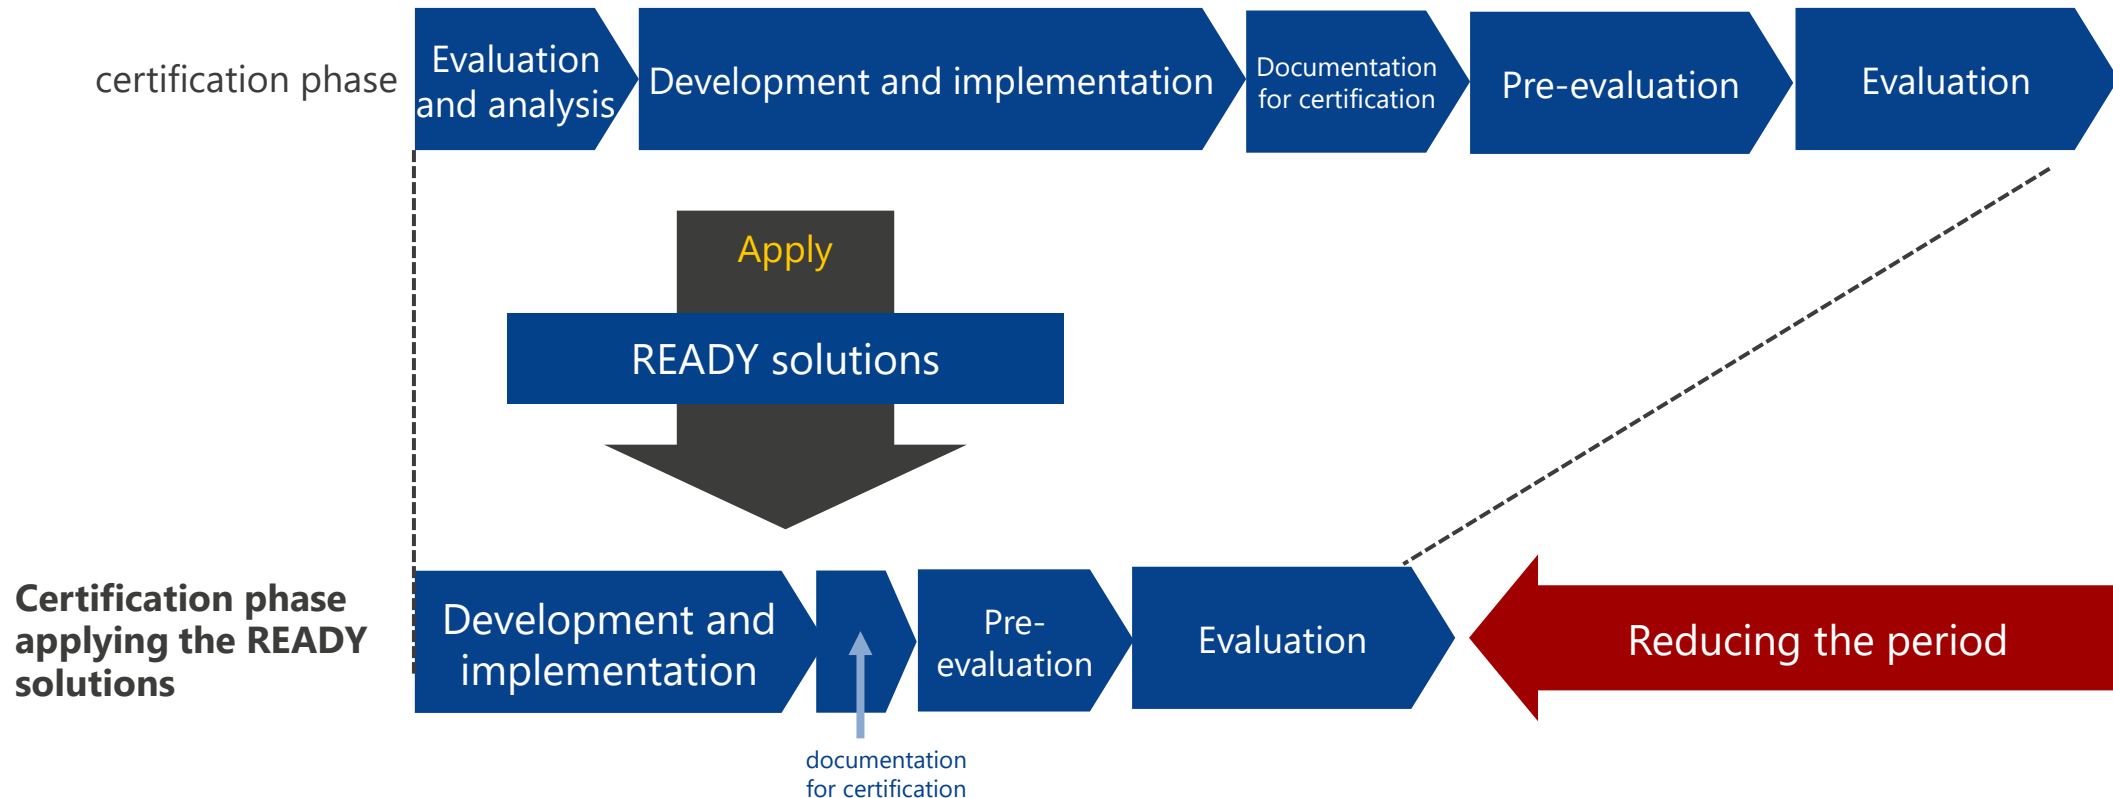 certification phase
Evaluation
and analysis
Development and implementation
Documentation
for certification
Pre-evaluation
Evaluation
Apply
READY solutions
Certification phase
applying the READY
solutions
Development and
implementation
documentation
for certification
Pre-
evaluation
Evaluation
Reducing the period